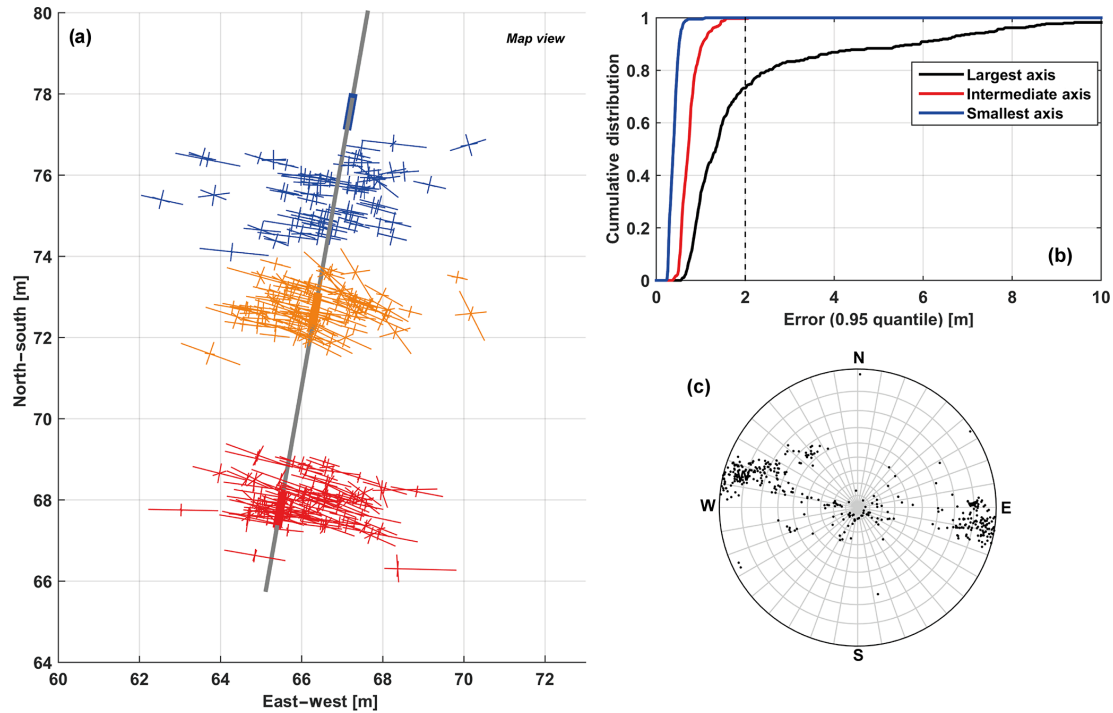 (a)
Map view
80
78
76
74
72
70
68
66
64
North–south [m]
60
62
64
66
68
70
72
East–west [m]
1
0.8
0.6
0.4
0.2
0
Cumulative distribution
Largest axis
Intermediate axis
Smallest axis
(b)
0
2
4
6
8
10
Error (0.95 quantile) [m]
(c)
N
W
E
S